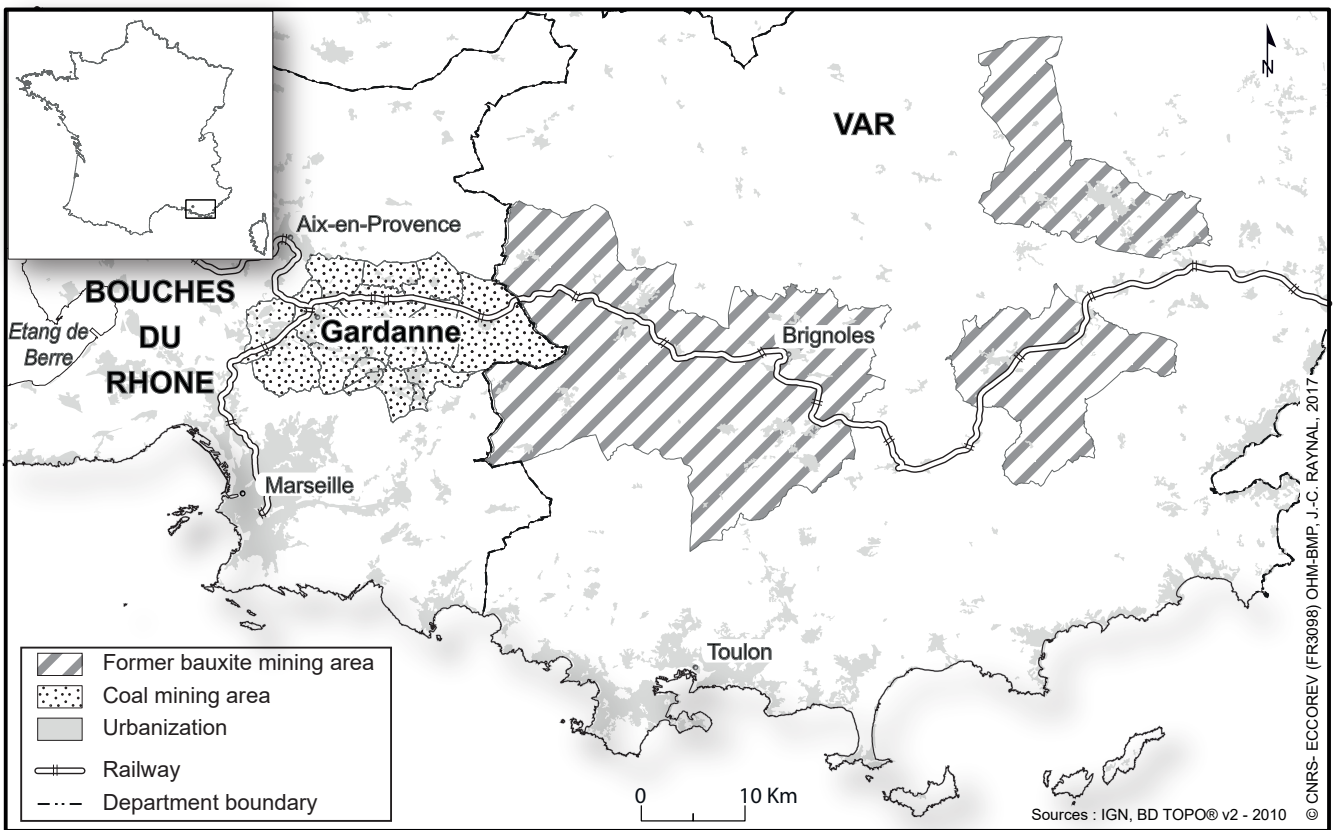 N
VAR
Aix-en-Provence
BOUCHES
DU
RHONE
Etang de
Berre
Gardanne
Brignoles
Marseille
Toulon
Former bauxite mining area
Coal mining area
Urbanization
Railway
Department boundary
0 10 Km
Sources : IGN, BD TOPO® v2 - 2010
© CNRS- ECCOREV (FR3098) OHM-BMP, J.-C. RAYNAL, 2017